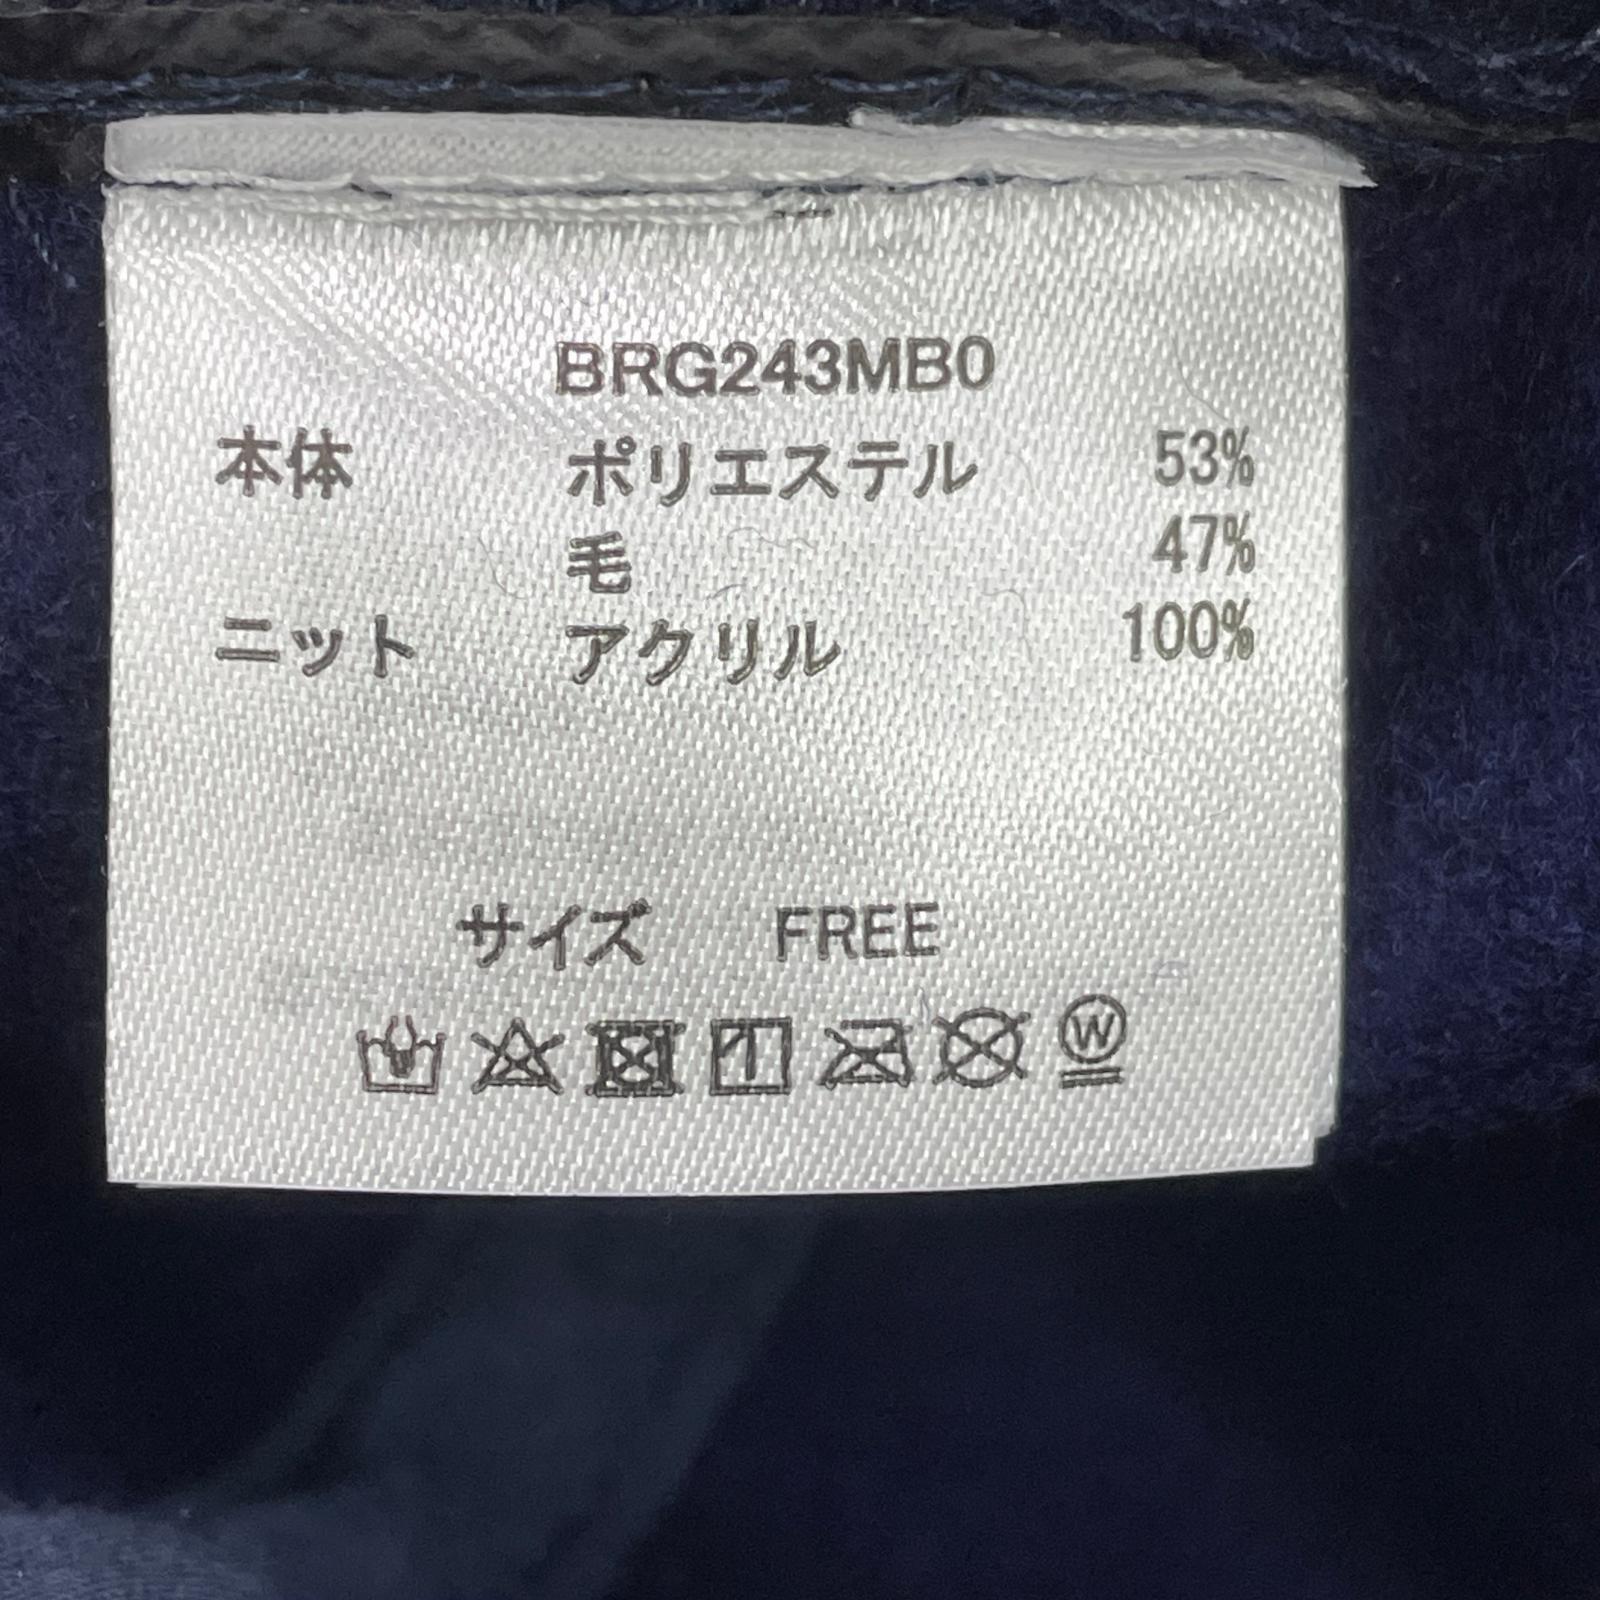 BRG243MB0
本体 ポリエステル 53%
毛 47%
ニット アクリル 100%
サイズ FREE
W